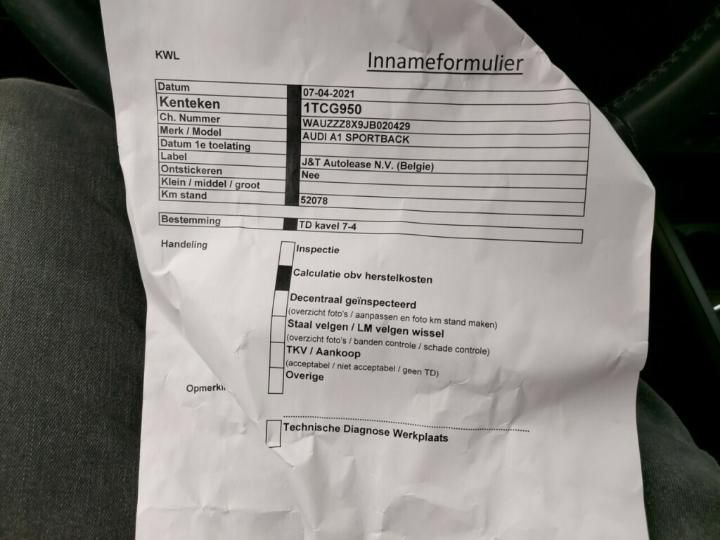 KWL
Innameformulier
Datum 07-04-2021
Kenteken 1TCG950
Ch. Nummer WAUZZZ8X9JB020429
Merk / Model AUDI A1 SPORTBACK
Datum 1e toelating
Label J&T Autolease N.V. (Belgie)
Ontstickeren Nee
Klein / middel / groot
Km stand 52078
Bestemming TD kavel 7-4
Handeling Inspectie
Calculatie obv herstelkosten
Decentraal geïnspecteerd
(overzicht foto's / aanpassen en foto km stand maken)
Staal velgen / LM velgen wissel
(overzicht foto's / banden controle / schade controle)
TKV / Aankoop
(acceptabel / niet acceptabel / geen TD)
Overige
Technische Diagnose Werkplaats